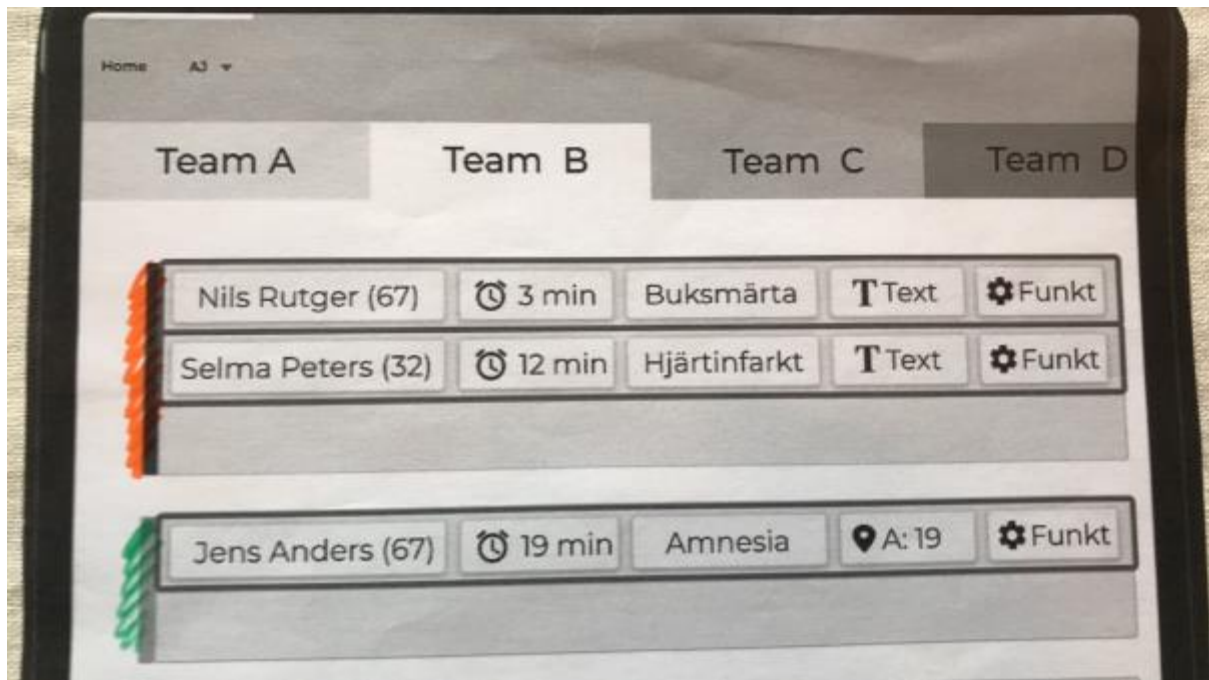 Home AJ
Team A Team B Team C Team D
Nils Rutger (67) 3 min Buksmärta T Text Funkt
Selma Peters (32) 12 min Hjärtinfarkt T Text Funkt
Jens Anders (67) 19 min Amnesia A: 19 Funkt